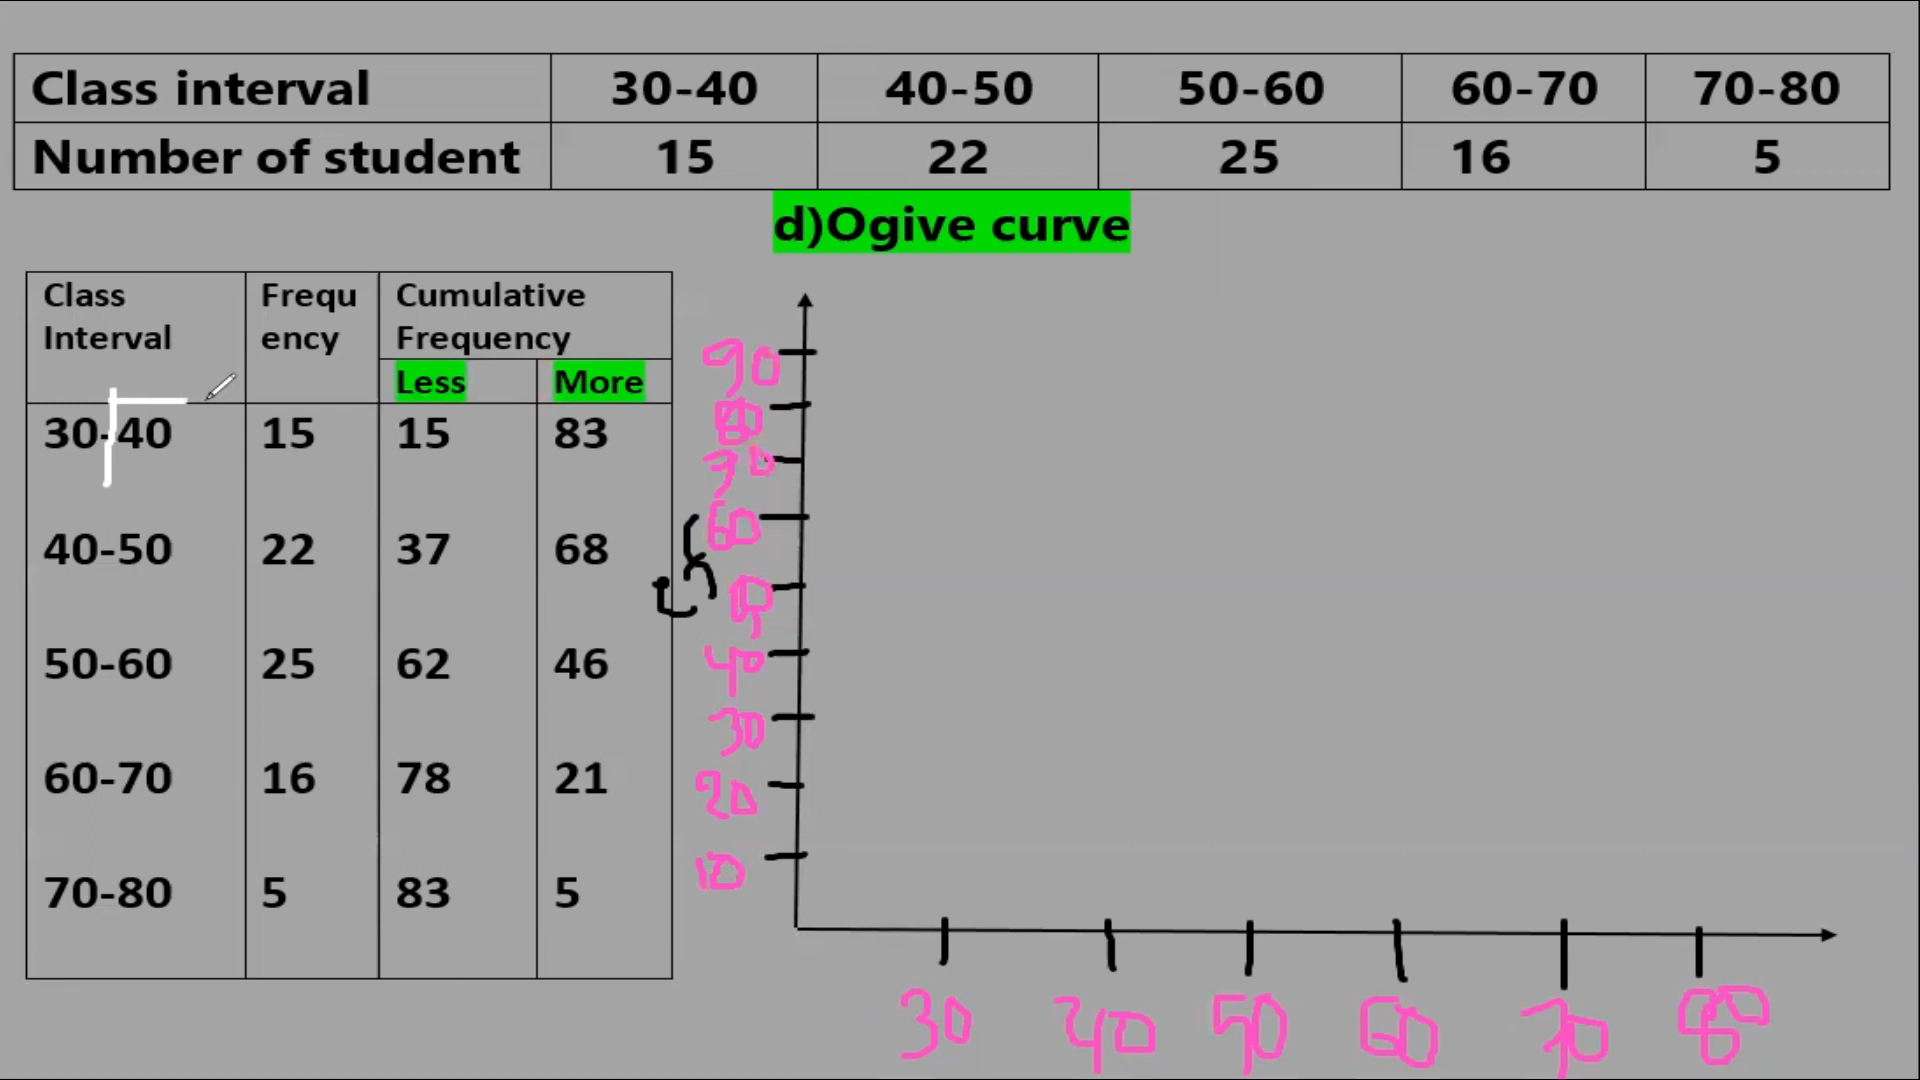 Class interval 30-40 40-50 50-60 60-70 70-80
Number of student 15 22 25 16 5
d)Ogive curve
Class Interval Frequ ency Cumulative Frequency
Less More
30-40 15 15 83
40-50 22 37 68
50-60 25 62 46
60-70 16 78 21
70-80 5 83 5
90
80
70
60
40
30
20
10
30 40 50 60 70 80